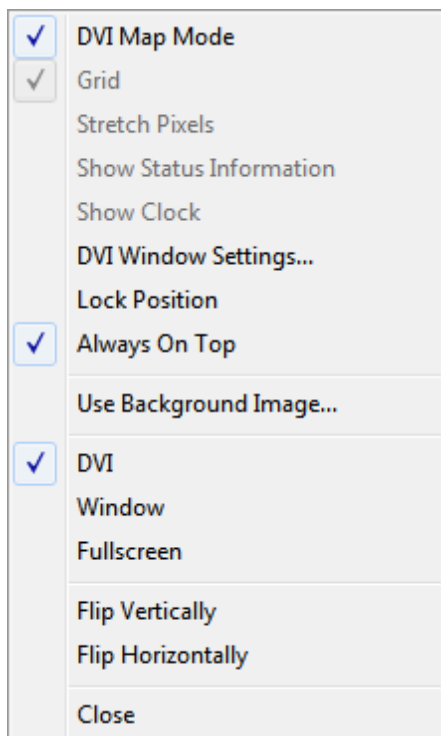 DVI Map Mode
Grid
Stretch Pixels
Show Status Information
Show Clock
DVI Window Settings...
Lock Position
Always On Top
Use Background Image...
DVI
Window
Fullscreen
Flip Vertically
Flip Horizontally
Close